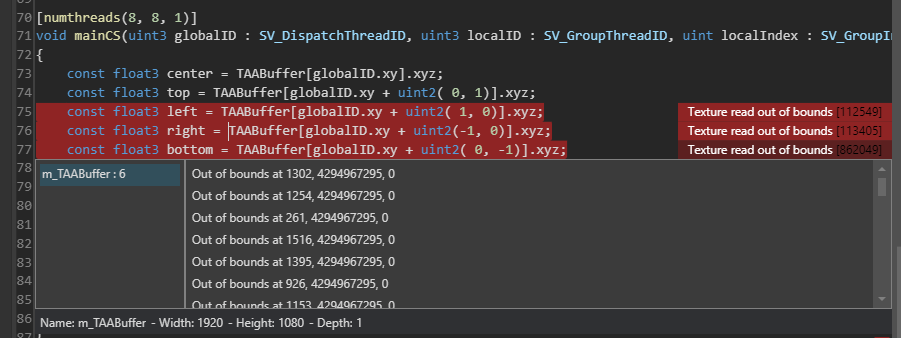 70 [numthreads(8, 8, 1)]
71 void mainCS(uint3 globalID : SV_DispatchThreadID, uint3 localID : SV_GroupThreadID, uint localIndex : SV_GroupIn
72 {
73 const float3 center = TAABuffer[globalID.xy].xyz;
74 const float3 top = TAABuffer[globalID.xy + uint2( 0, 1)].xyz;
75 const float3 left = TAABuffer[globalID.xy + uint2( 1, 0)].xyz; Texture read out of bounds [112549]
76 const float3 right = TAABuffer[globalID.xy + uint2(-1, 0)].xyz; Texture read out of bounds [113405]
77 const float3 bottom = TAABuffer[globalID.xy + uint2( 0, -1)].xyz; Texture read out of bounds [862049]
78 m_TAABuffer : 6 Out of bounds at 1302, 4294967295, 0
79 Out of bounds at 1254, 4294967295, 0
80 Out of bounds at 261, 4294967295, 0
81 Out of bounds at 1516, 4294967295, 0
82 Out of bounds at 1395, 4294967295, 0
83
84 Out of bounds at 926, 4294967295, 0
85 Out of bounds at 1153, 4294967295, 0
86 Name: m_TAABuffer - Width: 1920 - Height: 1080 - Depth: 1
87